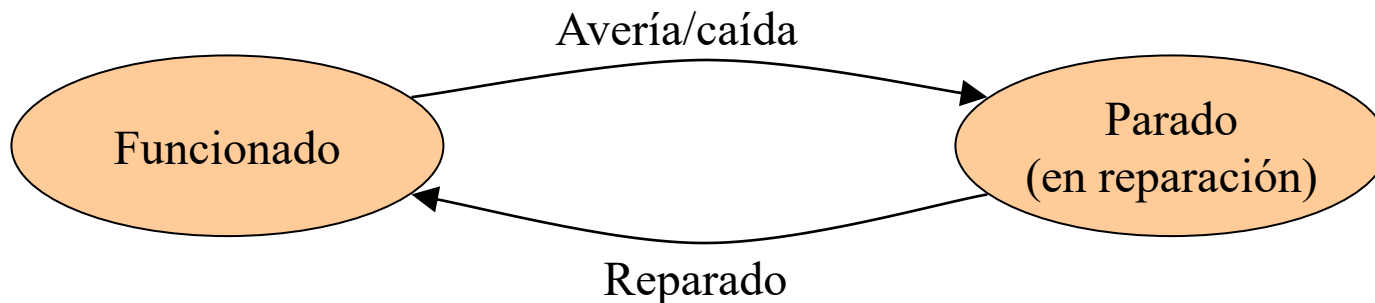 Avería/caída
Funcionado
Parado
(en reparación)
Reparado